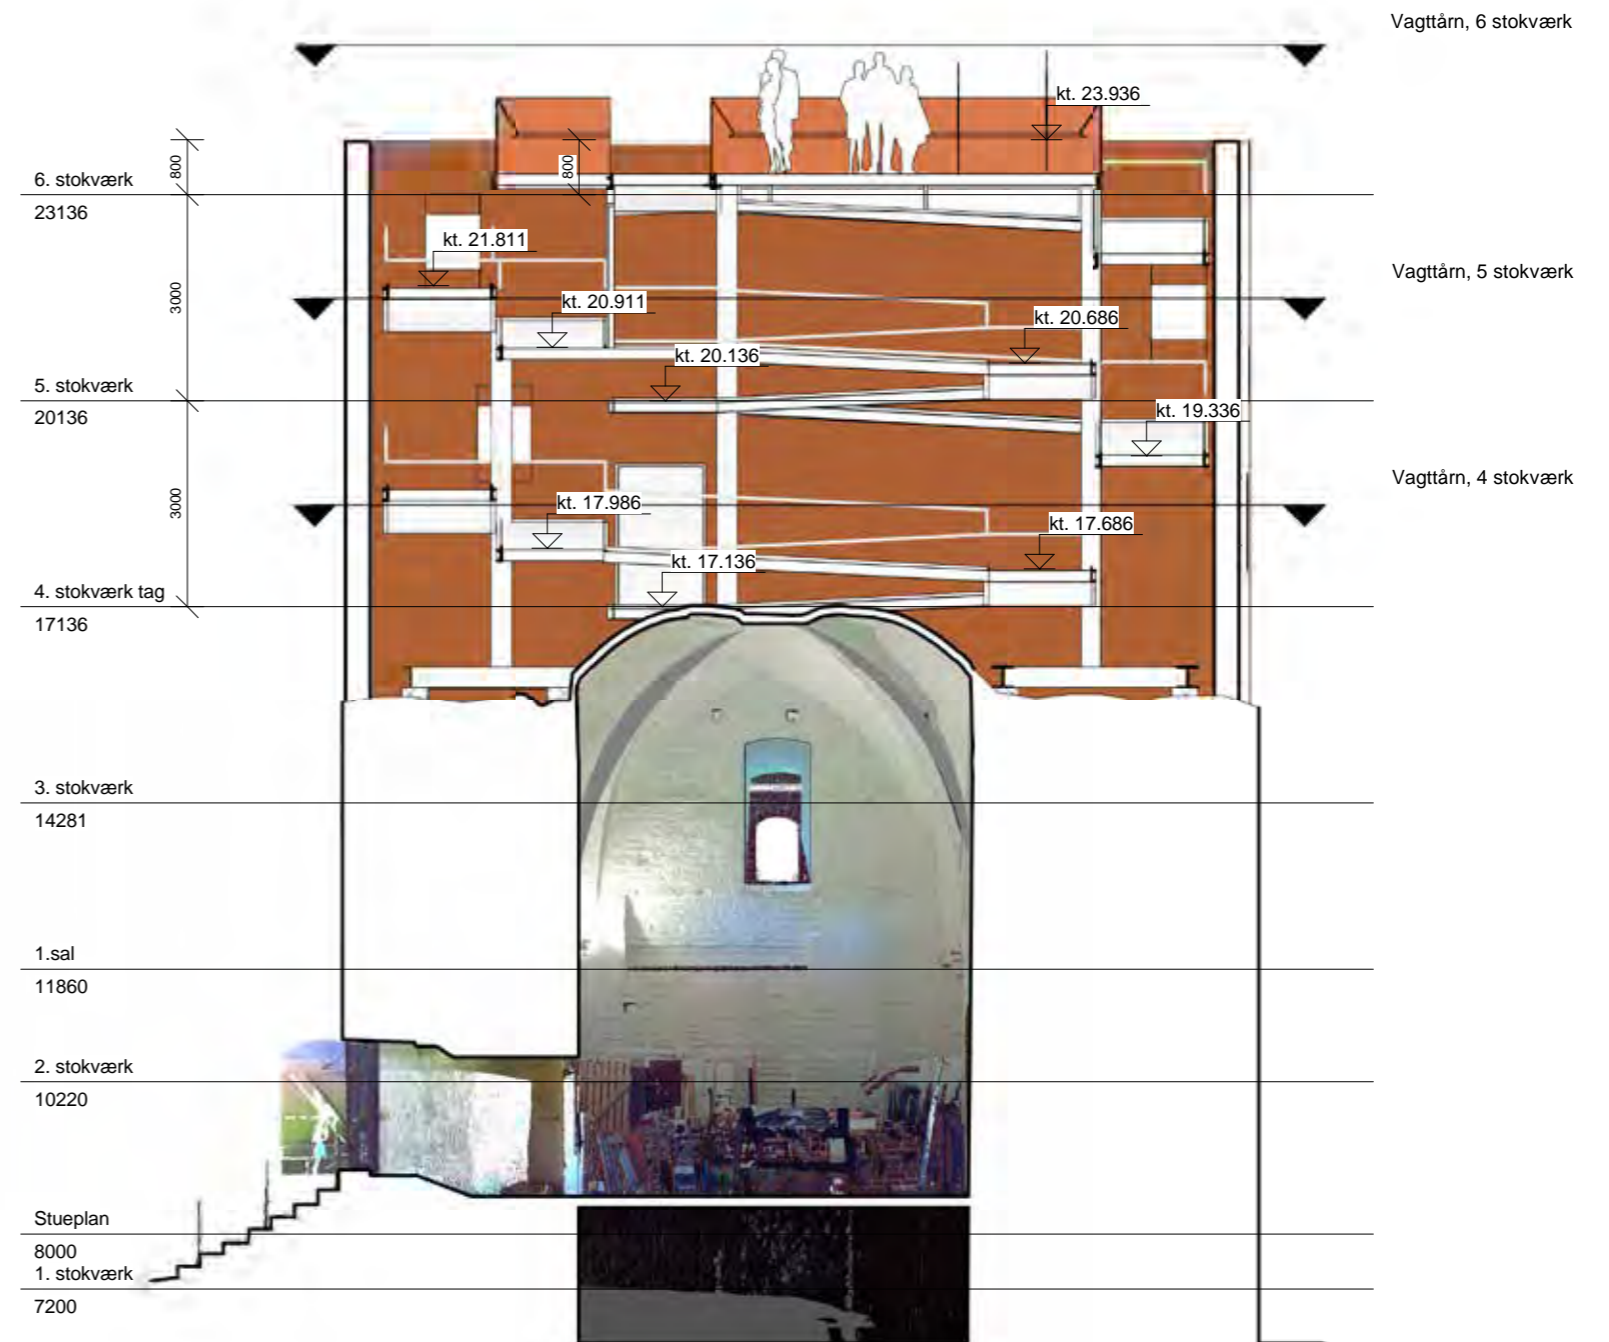 Vagttårn, 6 stokværk
kt. 23.936
800
800
6. stokværk
23136
kt. 21.811
Vagttårn, 5 stokværk
3000
kt. 20.911
kt. 20.686
kt. 20.136
5. stokværk
20136
kt. 19.336
Vagttårn, 4 stokværk
3000
kt. 17.986
kt. 17.686
kt. 17.136
4. stokværk tag
17136
3. stokværk
14281
1.sal
11860
2. stokværk
10220
Stueplan
8000
1. stokværk
7200